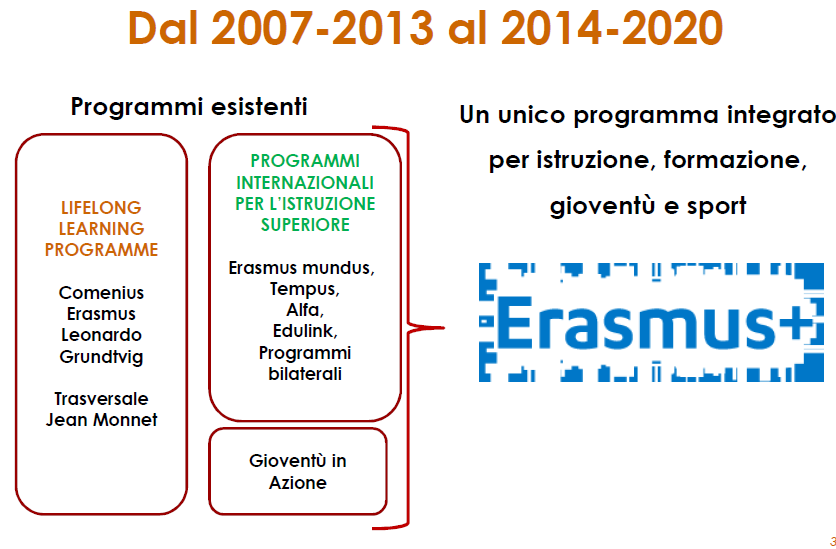 Dal 2007-2013 al 2014-2020
Programmi esistenti
LIFELONG
LEARNING
PROGRAMME
Comenius
Erasmus
Leonardo
Grundtvig
Trasversale
Jean Monnet
PROGRAMMI
INTERNAZIONALI
PER L'ISTRUZIONE
SUPERIORE
Erasmus mundus,
Tempus,
Alfa,
Edulink,
Programmi
bilaterali
Gioventù in
Azione
Un unico programma integrato
per istruzione, formazione,
gioventù e sport
Erasmus+
3